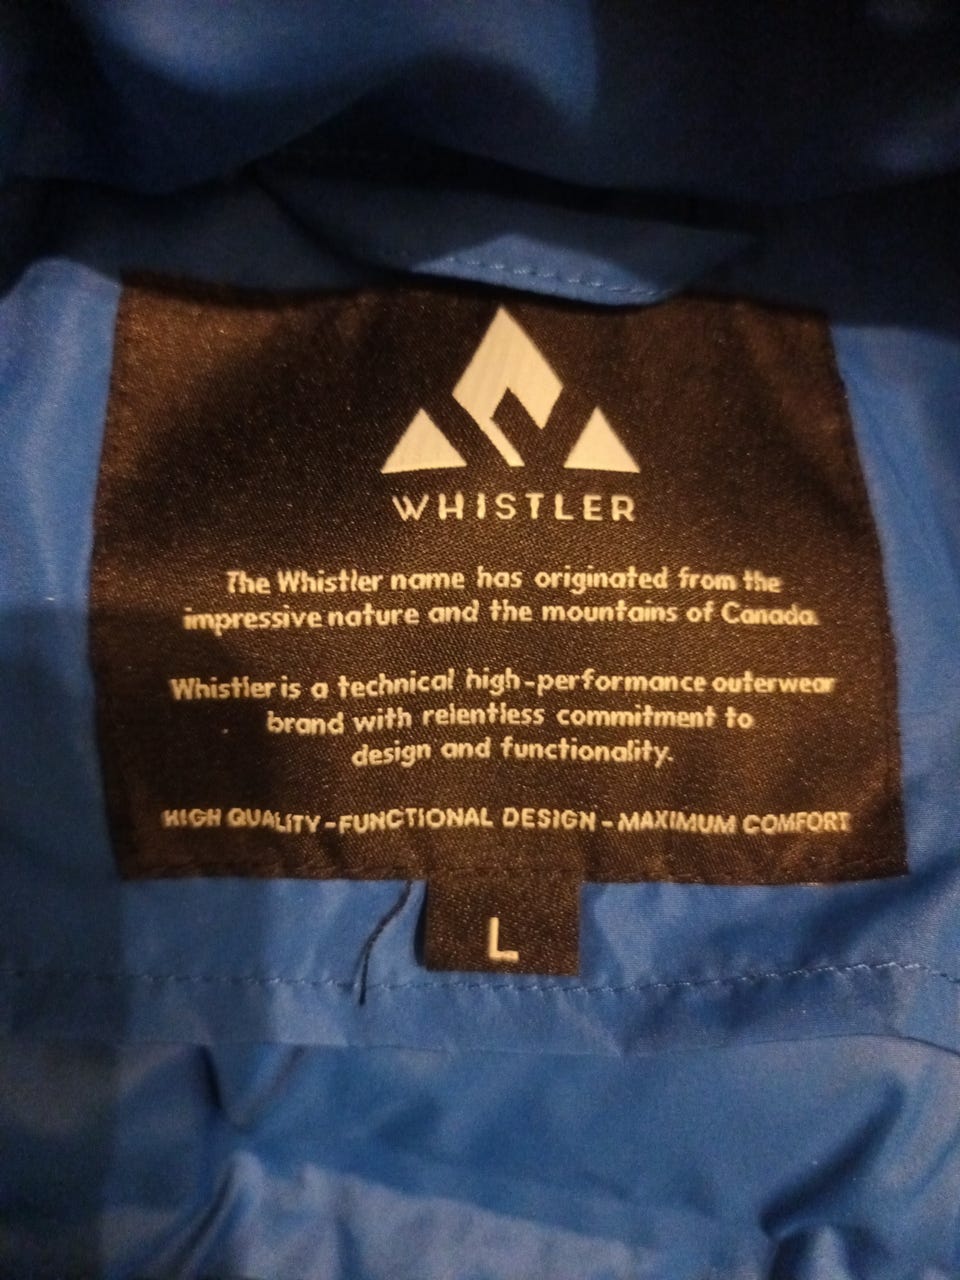 WHISTLER
The Whistler name has originated from the
impressive nature and the mountains of Canada.
Whistler is a technical high-performance outerwear
brand with relentless commitment to
design and functionality.
HIGH QUALITY - FUNCTIONAL DESIGN - MAXIMUM COMFORT
L